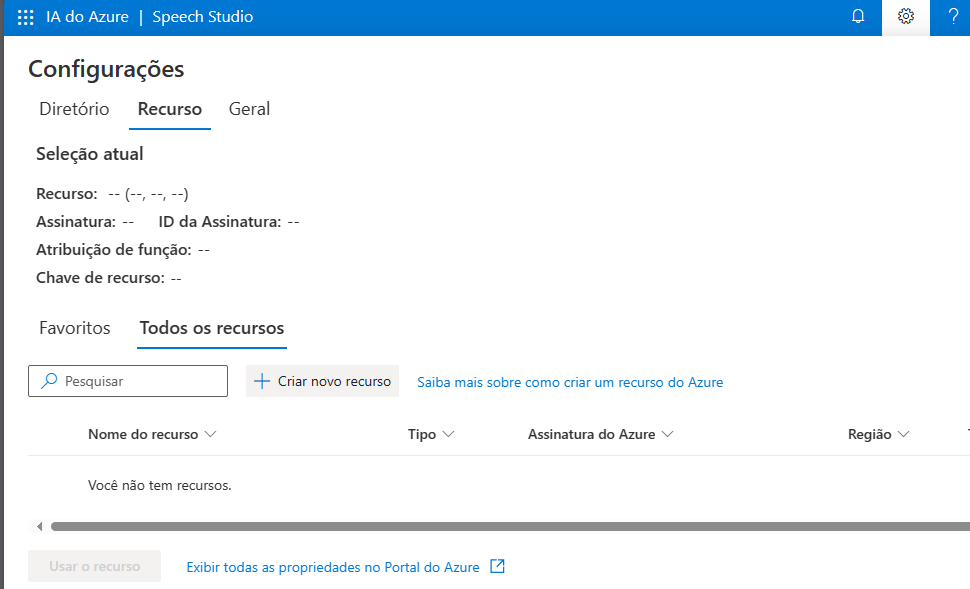 IA do Azure | Speech Studio ?
Configurações
Diretório Recurso Geral
Seleção atual
Recurso: -- (--, --, --)
Assinatura: -- ID da Assinatura: --
Atribuição de função: --
Chave de recurso: --
Favoritos Todos os recursos
Pesquisar + Criar novo recurso Saiba mais sobre como criar um recurso do Azure
Nome do recurso Tipo Assinatura do Azure Região
Você não tem recursos.
Usar o recurso Exibir todas as propriedades no Portal do Azure